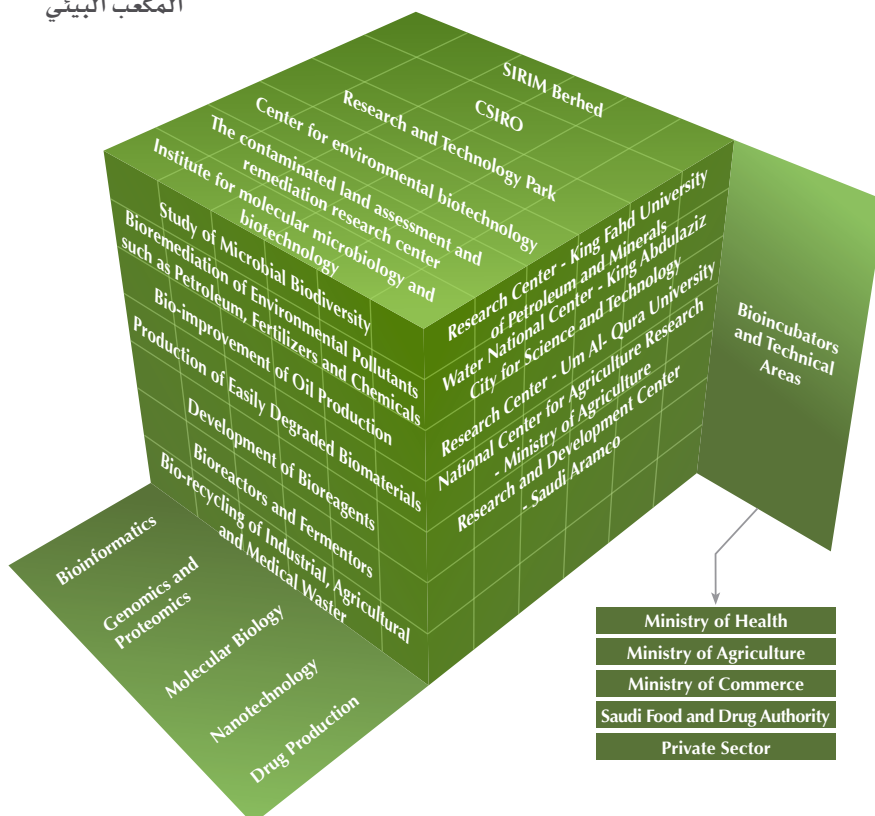 المكعب البيئي
SIRIM Berhed
CSIRO
Research and Technology Park
Center for environmental biotechnology
The contaminated land assessment and
remediation research center
Institute for molecular microbiology and
biotechnology
Study of Microbial Biodiversity
Bioremediation of Environmental Pollutants
such as Petroleum, Fertilizers and Chemicals
Bio-improvement of Oil Production
Production of Easily Degraded Biomaterials
Development of Bioreagents
Bioreactors and Fermentors
Bio-recycling of Industrial, Agricultural
and Medical Waster
Research Center - King Fahd University
of Petroleum and Minerals
Water National Center - King Abdulaziz
City for Science and Technology
Research Center - Um Al- Qura University
National Center for Agriculture Research
- Ministry of Agriculture
Research and Development Center
- Saudi Aramco
Bioincubators
and Technical
Areas
Bioinformatics
Genomics and
Proteomics
Molecular Biology
Nanotechnology
Drug Production
Ministry of Health
Ministry of Agriculture
Ministry of Commerce
Saudi Food and Drug Authority
Private Sector